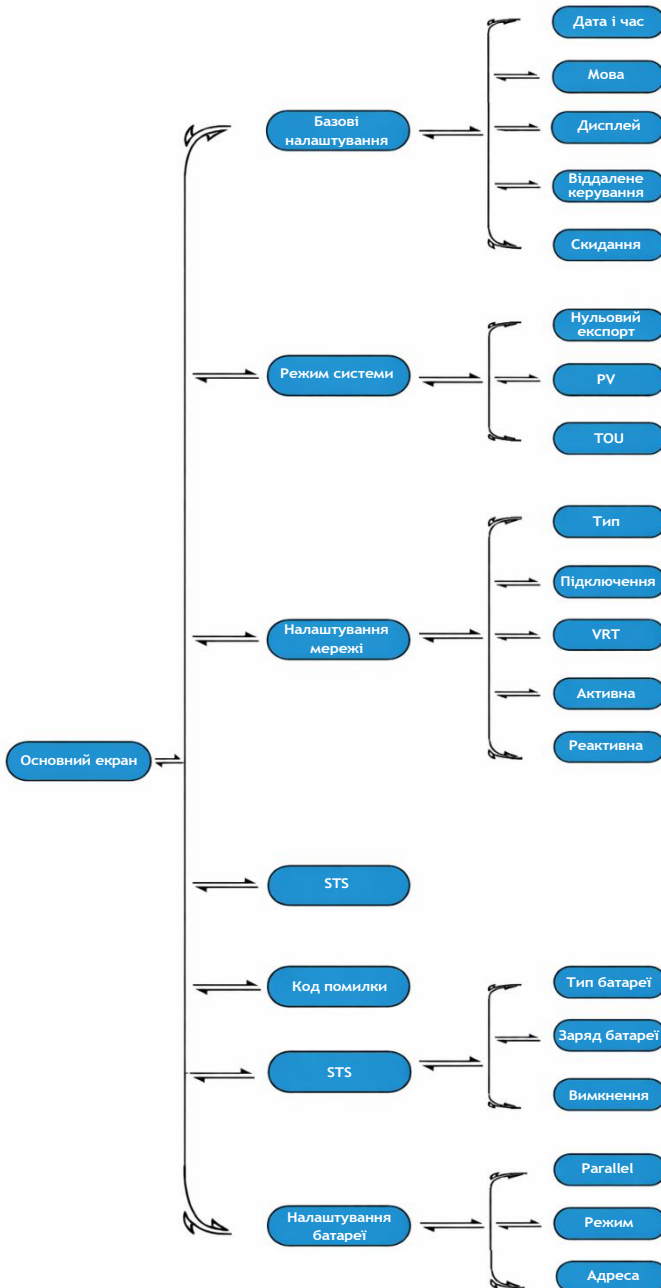 Дата і час
Мова
Базові
налаштування
Дисплей
Віддалене
керування
Скидання
Нульовий
експорт
Режим системи
PV
TOU
Тип
Підключення
Налаштування
мережі
VRT
Активна
Реактивна
Основний екран
STS
Код помилки
Тип батареї
Заряд батареї
STS
Вимкнення
Parallel
Налаштування
батареї
Режим
Адреса